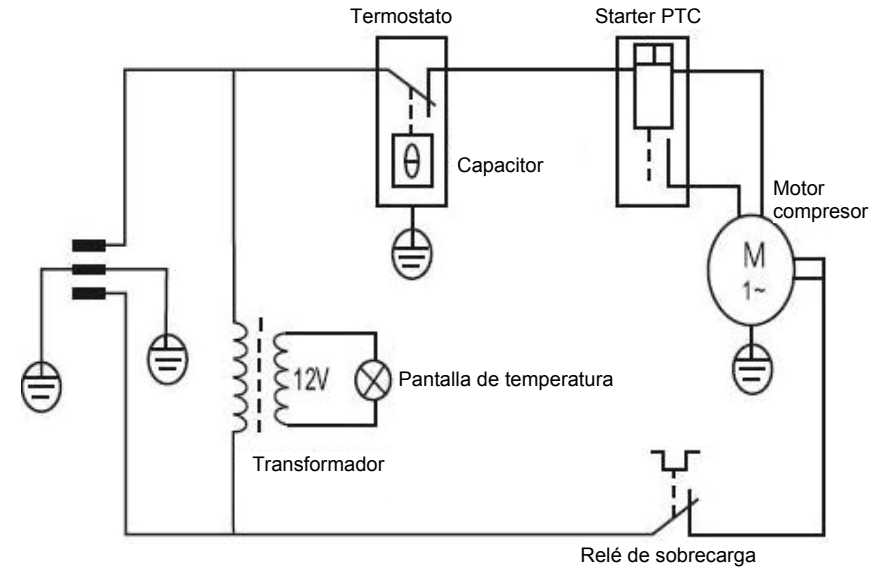 Termostato
Starter PTC
Capacitor
Motor
compresor
M
1~
θ
12V
Pantalla de temperatura
Transformador
Relé de sobrecarga